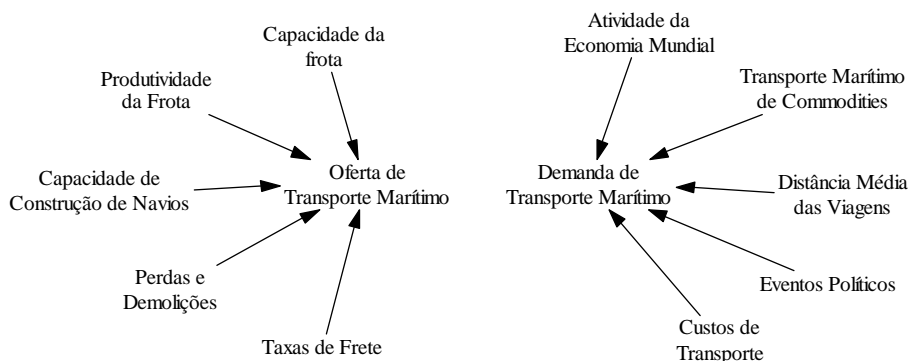 Capacidade da
frota
Produtividade
da Frota
Capacidade de
Construção de Navios
Perdas e
Demolições
Taxas de Frete
Oferta de
Transporte Marítimo
Atividade da
Economia Mundial
Transporte Marítimo
de Commodities
Demanda de
Transporte Marítimo
Distância Média
das Viagens
Eventos Políticos
Custos de
Transporte